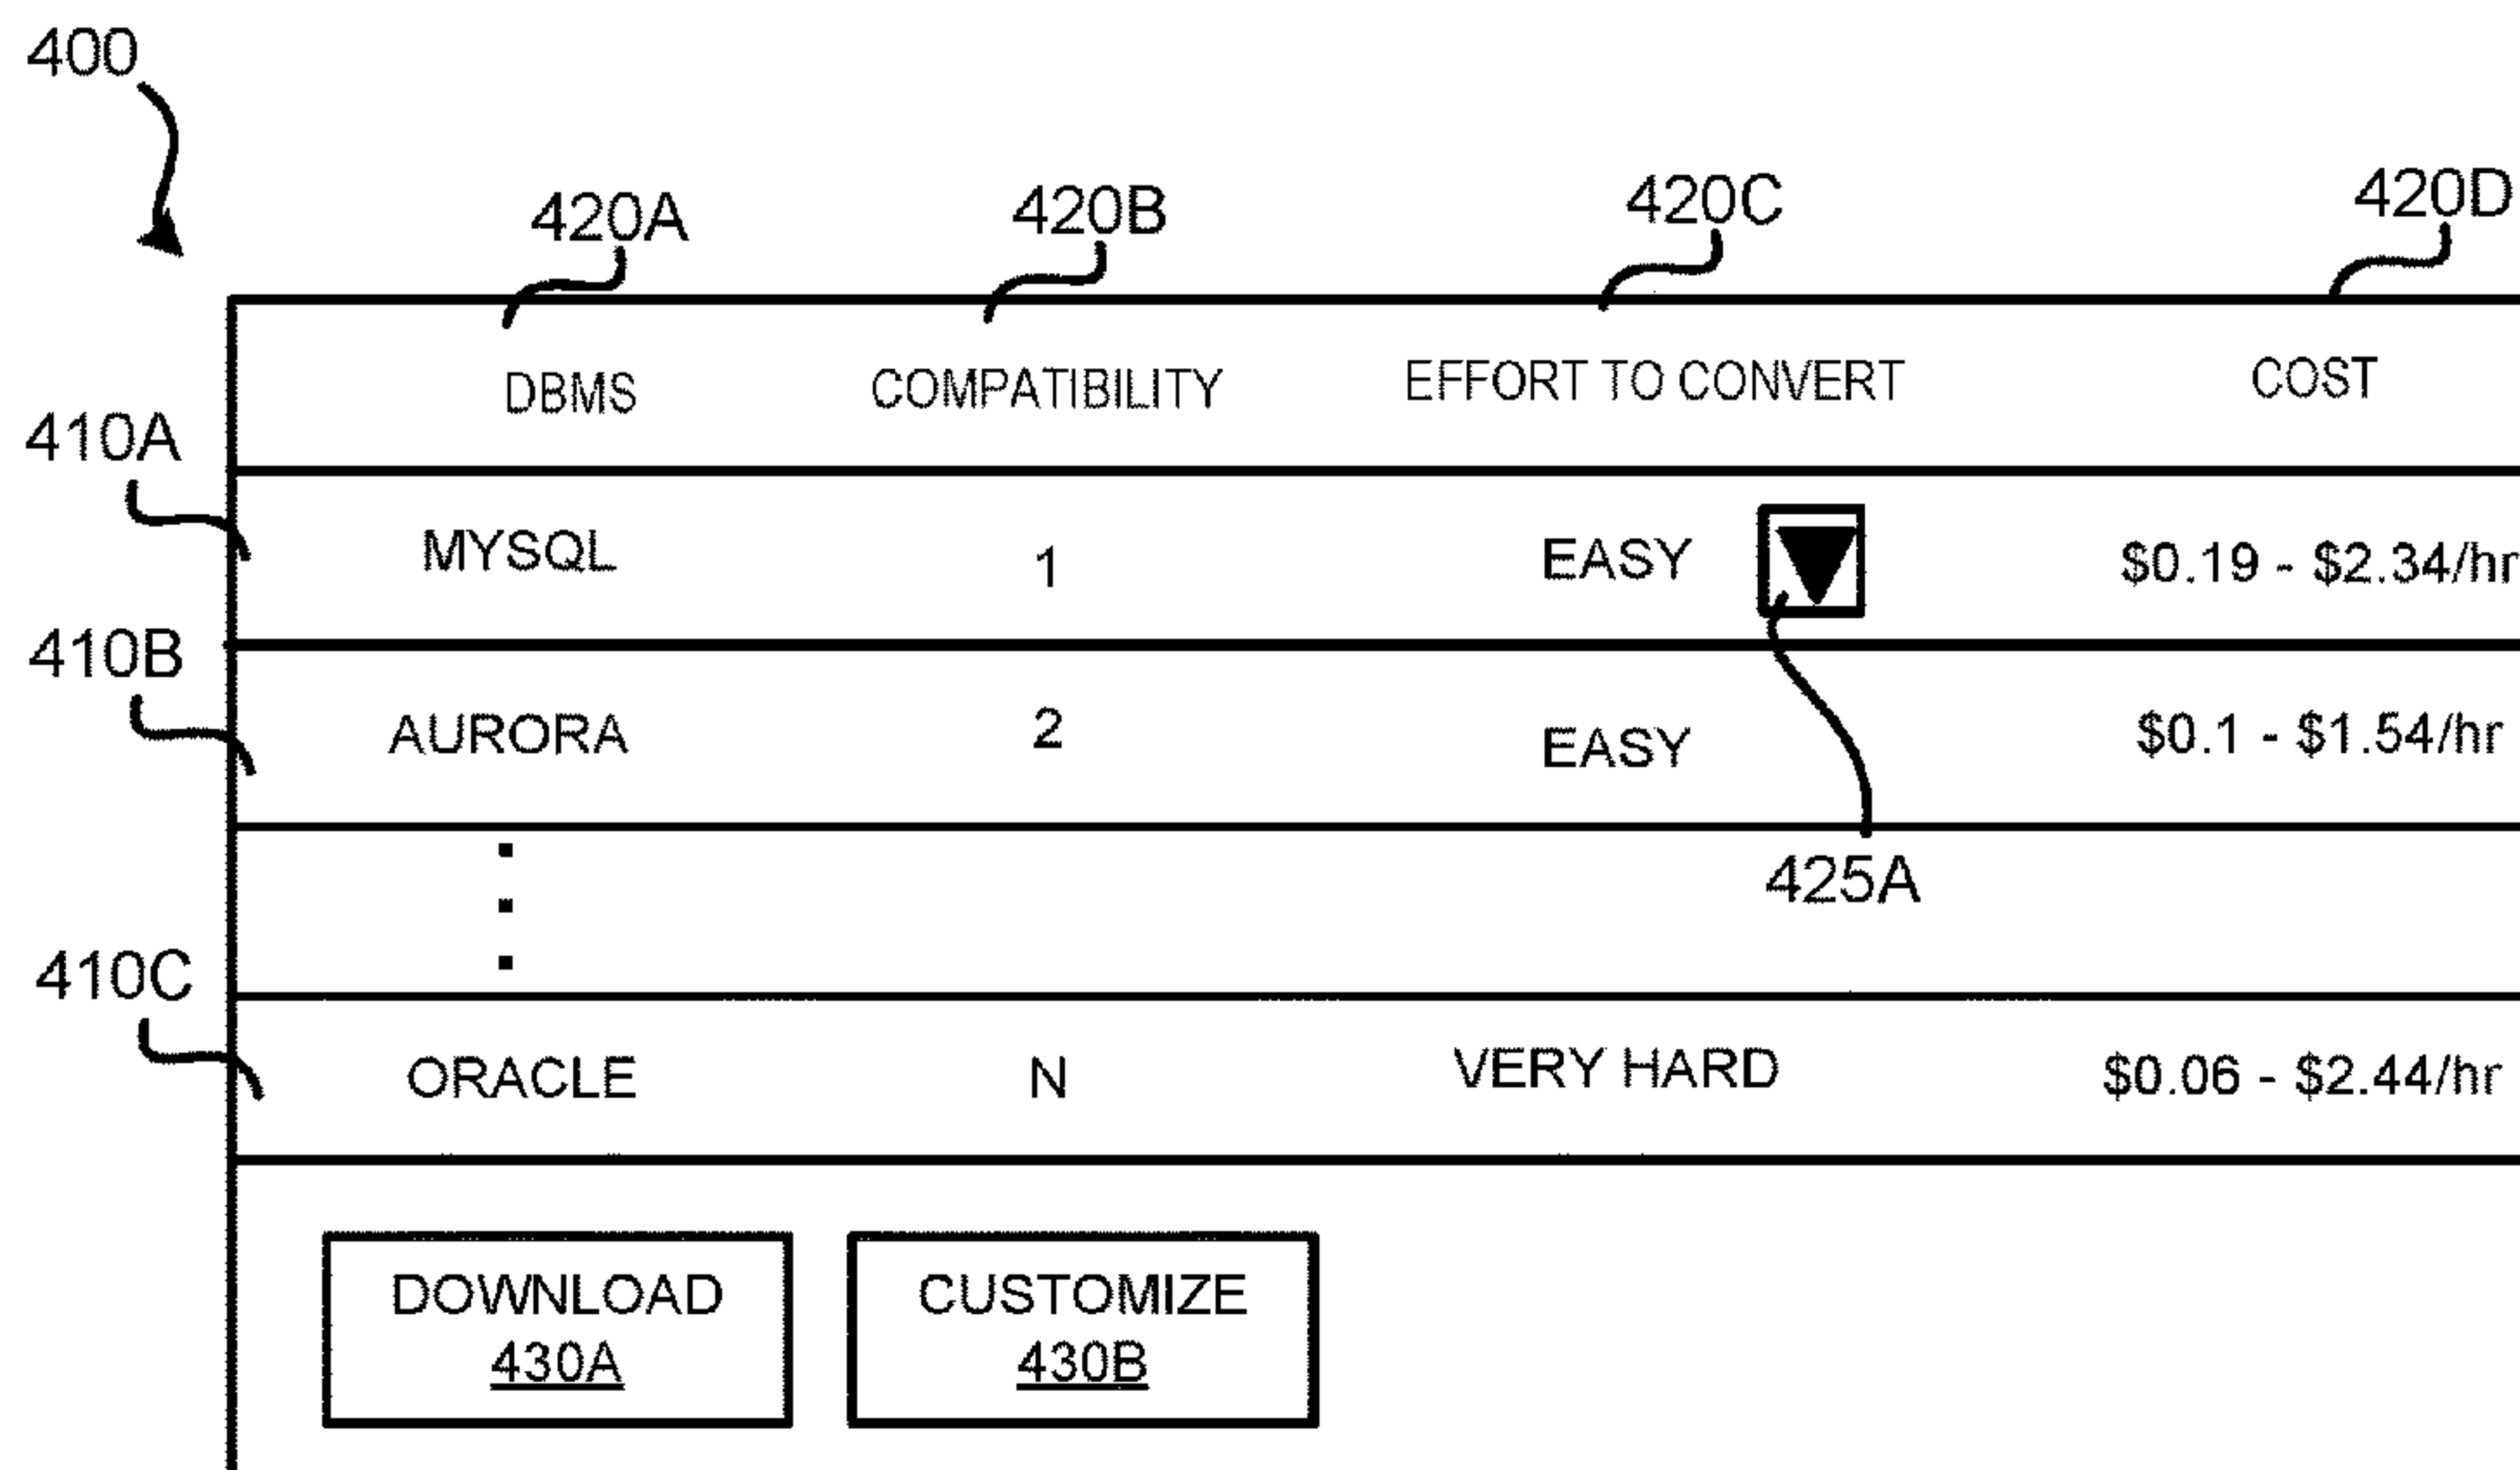 400
420A 420B 420C 420D
DBMS COMPATIBILITY EFFORT TO CONVERT COST
410A
MYSQL 1 EASY $0.19 - $2.34/hr
410B
AURORA 2 EASY $0.1 - $1.54/hr
425A
410C
ORACLE N VERY HARD $0.06 - $2.44/hr
DOWNLOAD
430A
CUSTOMIZE
430B